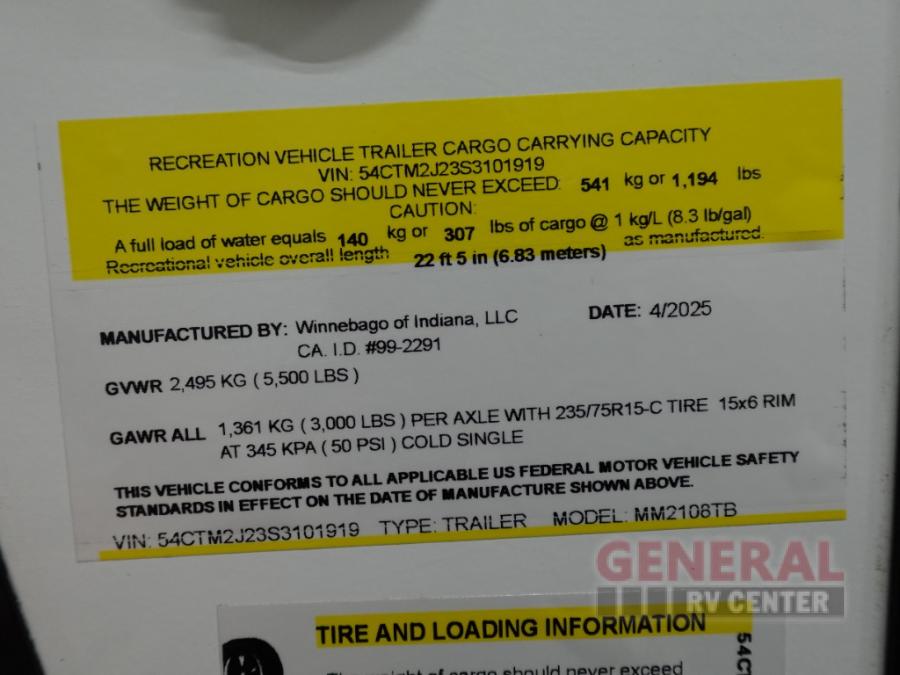 RECREATION VEHICLE TRAILER CARGO CARRYING CAPACITY
VIN: 54CTM2J23S3101919
THE WEIGHT OF CARGO SHOULD NEVER EXCEED: 541 kg or 1,194 lbs
CAUTION:
A full load of water equals 140 kg or 307 lbs of cargo @ 1 kg/L (8.3 lb/gal)
Recreational vehicle overall length 22 ft 5 in (6.83 meters) as manufactured.
MANUFACTURED BY: Winnebago of Indiana, LLC DATE: 4/2025
CA. I.D. #99-2291
GVWR 2,495 KG ( 5,500 LBS )
GAWR ALL 1,361 KG ( 3,000 LBS ) PER AXLE WITH 235/75R15-C TIRE 15x6 RIM
AT 345 KPA ( 50 PSI ) COLD SINGLE
THIS VEHICLE CONFORMS TO ALL APPLICABLE US FEDERAL MOTOR VEHICLE SAFETY
STANDARDS IN EFFECT ON THE DATE OF MANUFACTURE SHOWN ABOVE.
VIN: 54CTM2J23S3101919 TYPE: TRAILER MODEL: MM2108TB
GENERAL
RV CENTER
TIRE AND LOADING INFORMATION
The weight of cargo should never exceed
54CT